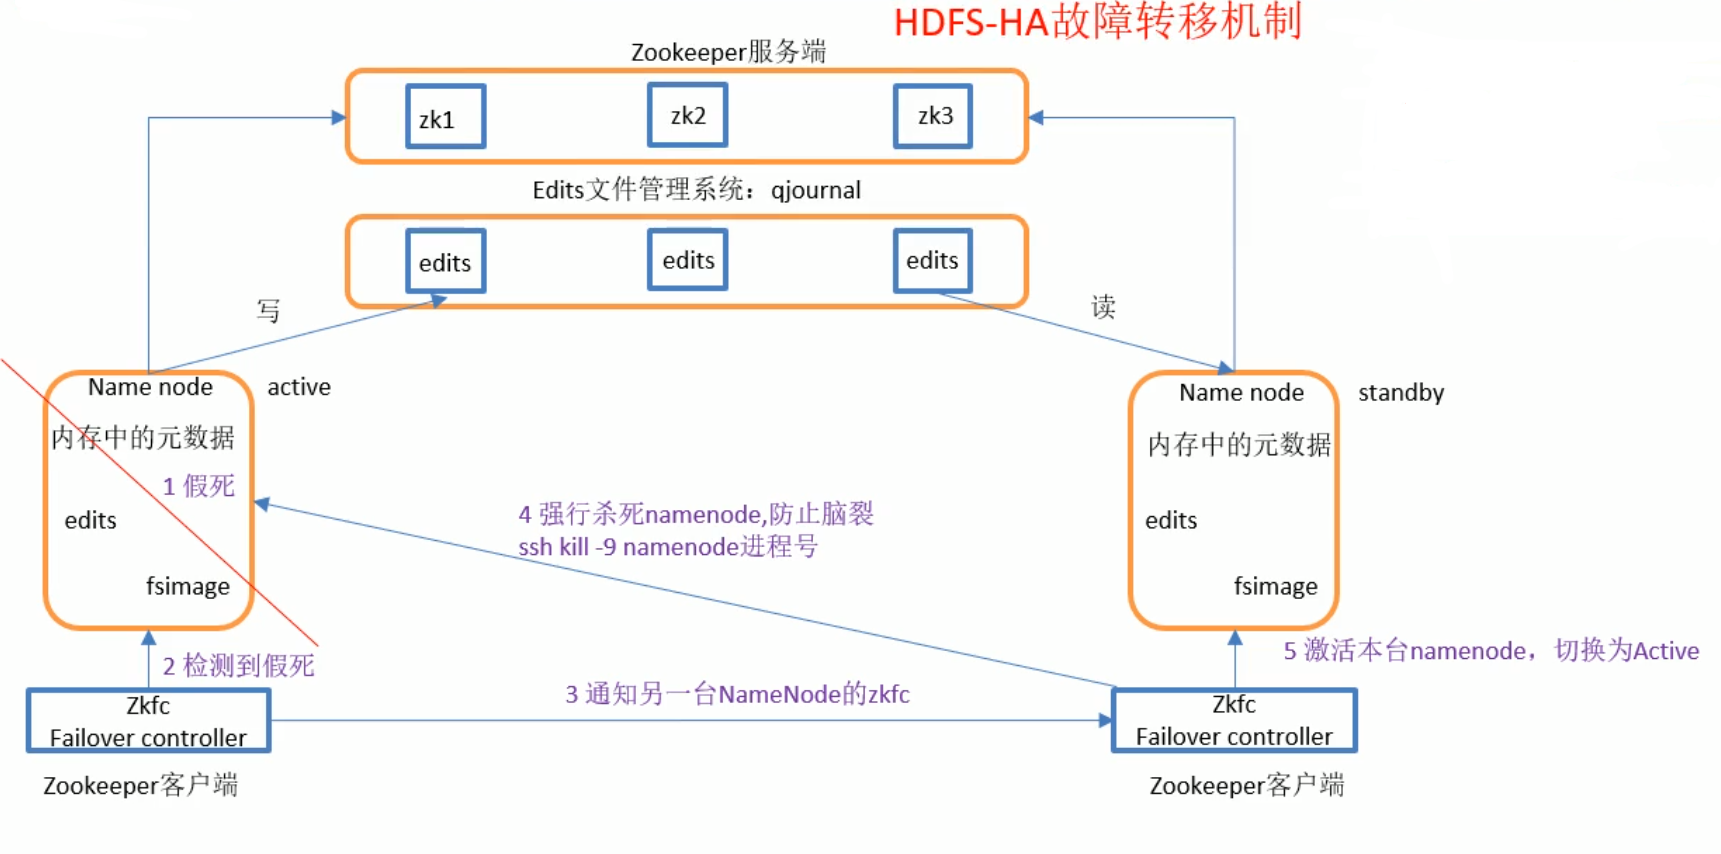 HDFS-HA故障转移机制
Zookeeper服务端
zk1
zk2
zk3
Edits文件管理系统：qjournal
edits
edits
edits
写
读
Name node
active
Name node
standby
内存中的元数据
内存中的元数据
1 假死
edits
edits
4 强行杀死namenode,防止脑裂
ssh kill -9 namenode进程号
fsimage
fsimage
2 检测到假死
5 激活本台namenode，切换为Active
3 通知另一台NameNode的zkfc
Zkfc
Failover controller
Zkfc
Failover controller
Zookeeper客户端
Zookeeper客户端